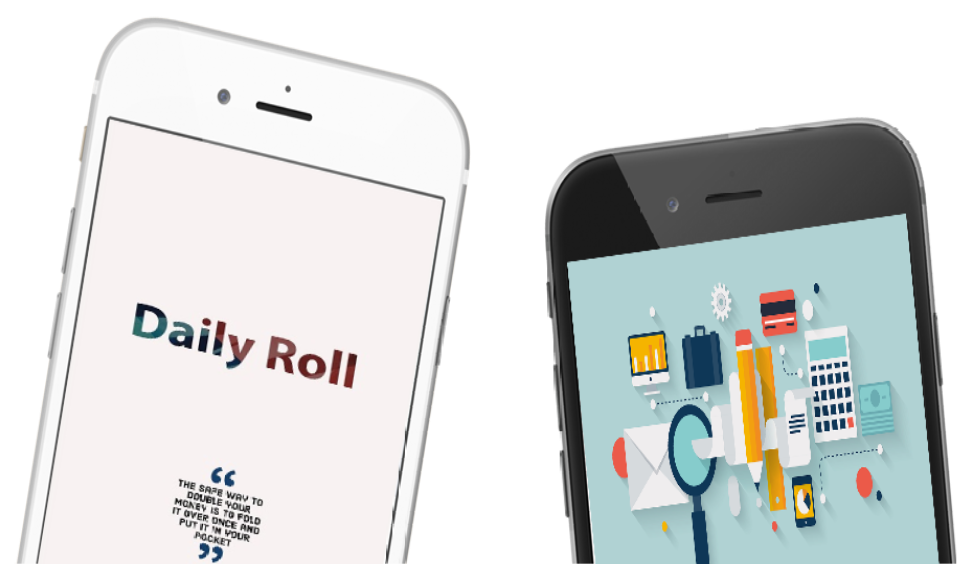 Daily Roll
“
THE SAFE WAY TO
DOUBLE YOUR
MONEY IS TO FOLD
IT OVER ONCE AND
PUT IT IN YOUR
POCKET
”